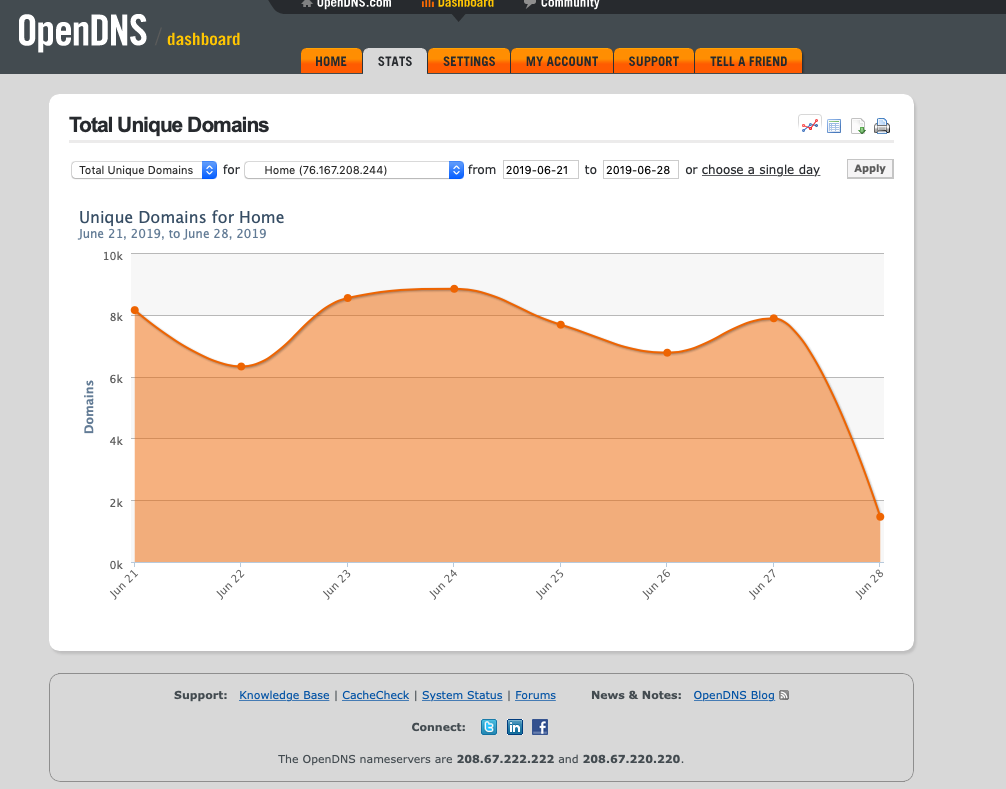 OpenDNS.com Dashboard Community
OpenDNS / dashboard
HOME STATS SETTINGS MY ACCOUNT SUPPORT TELL A FRIEND
Total Unique Domains
Total Unique Domains for Home (76.167.208.244) from 2019-06-21 to 2019-06-28 or choose a single day Apply
Unique Domains for Home
June 21, 2019, to June 28, 2019
10k
8k
6k
4k
2k
0k
Domains
Jun 21 Jun 22 Jun 23 Jun 24 Jun 25 Jun 26 Jun 27 Jun 28
Support: Knowledge Base | CacheCheck | System Status | Forums News & Notes: OpenDNS Blog
Connect:
The OpenDNS nameservers are 208.67.222.222 and 208.67.220.220.